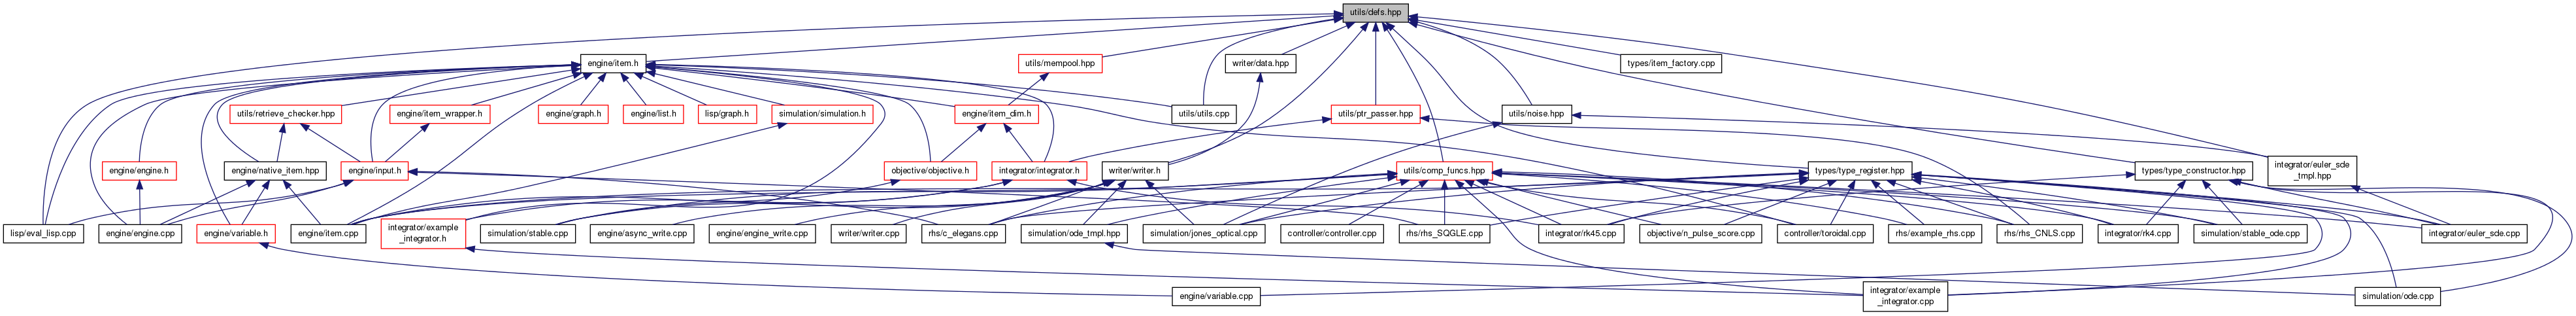 utils/defs.hpp
engine/item.h
utils/mempool.hpp
writer/data.hpp
types/item_factory.cpp
utils/retrieve_checker.hpp
engine/item_wrapper.h
engine/graph.h
engine/list.h
lisp/graph.h
simulation/simulation.h
engine/item_dim.h
utils/utils.cpp
utils/ptr_passer.hpp
utils/noise.hpp
engine/engine.h
engine/native_item.hpp
engine/input.h
objective/objective.h
integrator/integrator.h
writer/writer.h
utils/comp_funcs.hpp
types/type_register.hpp
types/type_constructor.hpp
integrator/euler_sde
_tmpl.hpp
lisp/eval_lisp.cpp
engine/engine.cpp
engine/variable.h
engine/item.cpp
integrator/example
_integrator.h
simulation/stable.cpp
engine/async_write.cpp
engine/engine_write.cpp
writer/writer.cpp
rhs/c_elegans.cpp
simulation/ode_tmpl.hpp
simulation/jones_optical.cpp
controller/controller.cpp
rhs/rhs_SQGLE.cpp
integrator/rk45.cpp
objective/n_pulse_score.cpp
controller/toroidal.cpp
rhs/example_rhs.cpp
rhs/rhs_CNLS.cpp
integrator/rk4.cpp
simulation/stable_ode.cpp
integrator/euler_sde.cpp
engine/variable.cpp
integrator/example
_integrator.cpp
simulation/ode.cpp